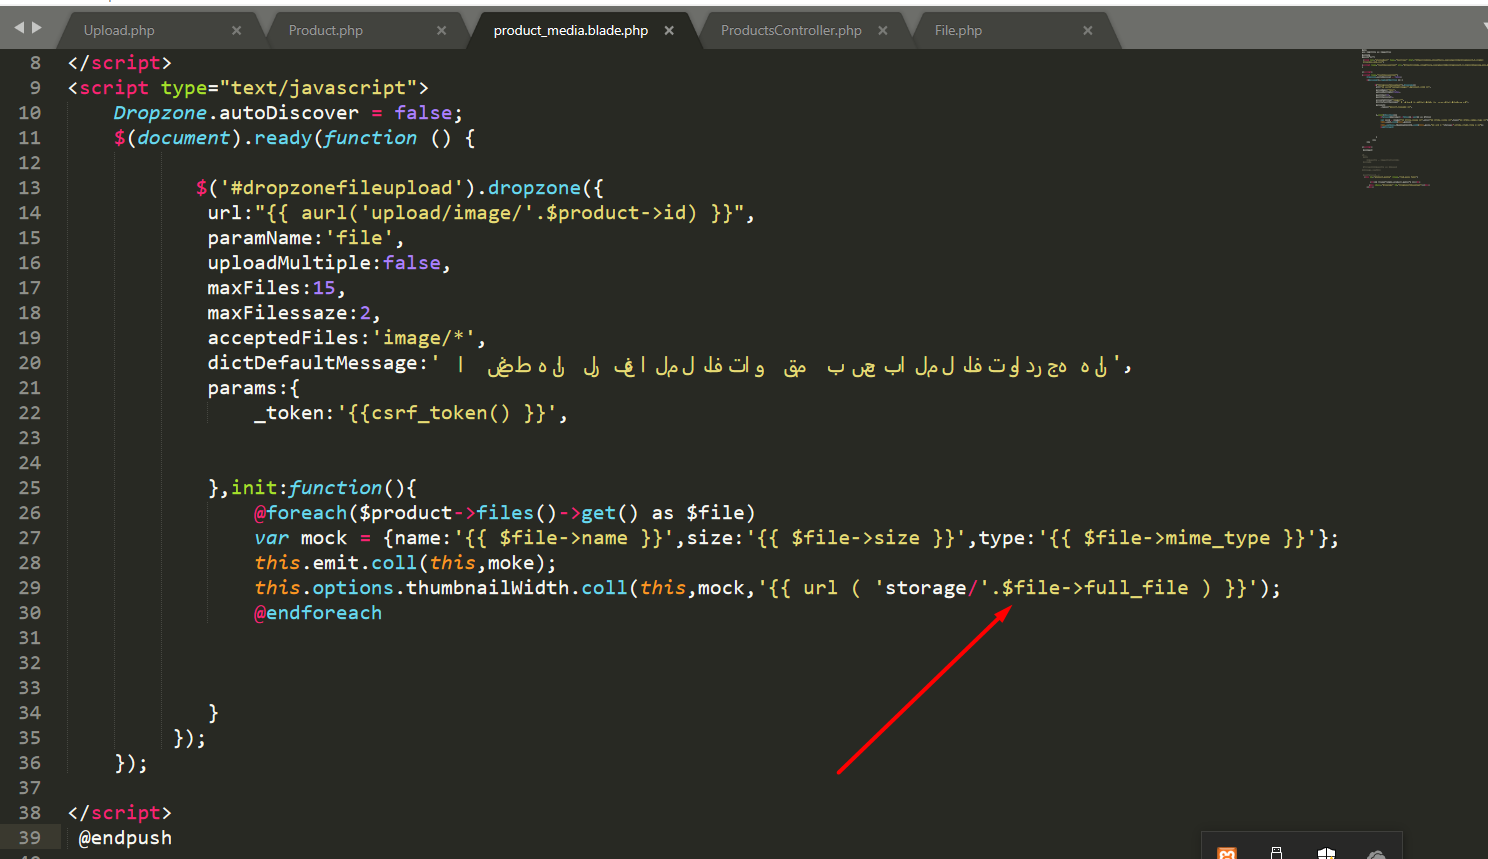 Upload.php × Product.php × product_media.blade.php × ProductsController.php × File.php ×
8 </script>
9 <script type="text/javascript">
10 Dropzone.autoDiscover = false;
11 $(document).ready(function () {
12
13 $('#dropzonefileupload').dropzone({
14 url:"{{ aurl('upload/image/'.$product->id) }}",
15 paramName:'file',
16 uploadMultiple:false,
17 maxFiles:15,
18 maxFilessaze:2,
19 acceptedFiles:'image/*',
20 dictDefaultMessage:'
21 params:{
22 _token:'{{csrf_token() }}',
23
24
25 },init:function(){
26 @foreach($product->files()->get() as $file)
27 var mock = {name:'{{ $file->name }}',size:'{{ $file->size }}',type:'{{ $file->mime_type }}'};
28 this.emit.coll(this,moke);
29 this.options.thumbnailWidth.coll(this,mock,'{{ url ( 'storage/'.$file->full_file ) }}');
30 @endforeach
31
32
33
34 }
35 });
36 });
37
38 </script>
39 @endpush